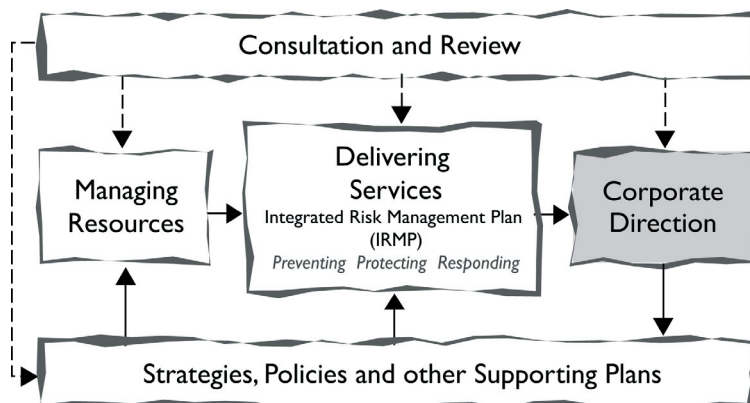 Consultation and Review
Managing
Resources
Delivering
Services
Integrated Risk Management Plan
(IRMP)
Preventing Protecting Responding
Corporate
Direction
Strategies, Policies and other Supporting Plans